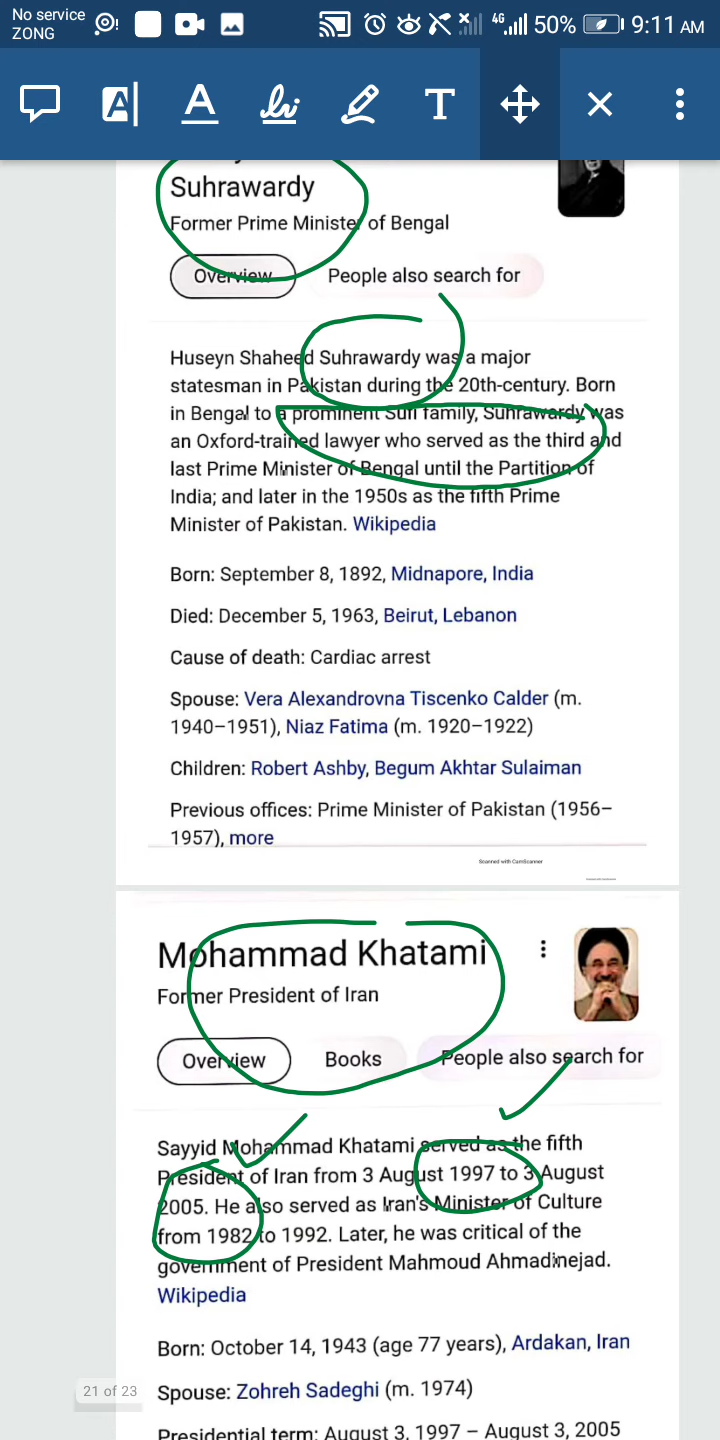 No service
ZONG
4G
50%
9:11 AM
A
A
T
Suhrawardy
Former Prime Minister of Bengal
Overview
People also search for
Huseyn Shaheed Suhrawardy was a major
statesman in Pakistan during the 20th-century. Born
in Bengal to a prominent Sufi family, Suhrawardy was
an Oxford-trained lawyer who served as the third and
last Prime Minister of Bengal until the Partition of
India; and later in the 1950s as the fifth Prime
Minister of Pakistan. Wikipedia
Born: September 8, 1892, Midnapore, India
Died: December 5, 1963, Beirut, Lebanon
Cause of death: Cardiac arrest
Spouse: Vera Alexandrovna Tiscenko Calder (m.
1940–1951), Niaz Fatima (m. 1920–1922)
Children: Robert Ashby, Begum Akhtar Sulaiman
Previous offices: Prime Minister of Pakistan (1956–
1957), more
Scanned with CamScanner
Mohammad Khatami
Former President of Iran
Overview
Books
People also search for
Sayyid Mohammad Khatami served as the fifth
President of Iran from 3 August 1997 to 3 August
2005. He also served as Iran's Minister of Culture
from 1982 to 1992. Later, he was critical of the
government of President Mahmoud Ahmadinejad.
Wikipedia
Born: October 14, 1943 (age 77 years), Ardakan, Iran
Spouse: Zohreh Sadeghi (m. 1974)
21 of 23
Presidential term: August 3, 1997 – August 3, 2005